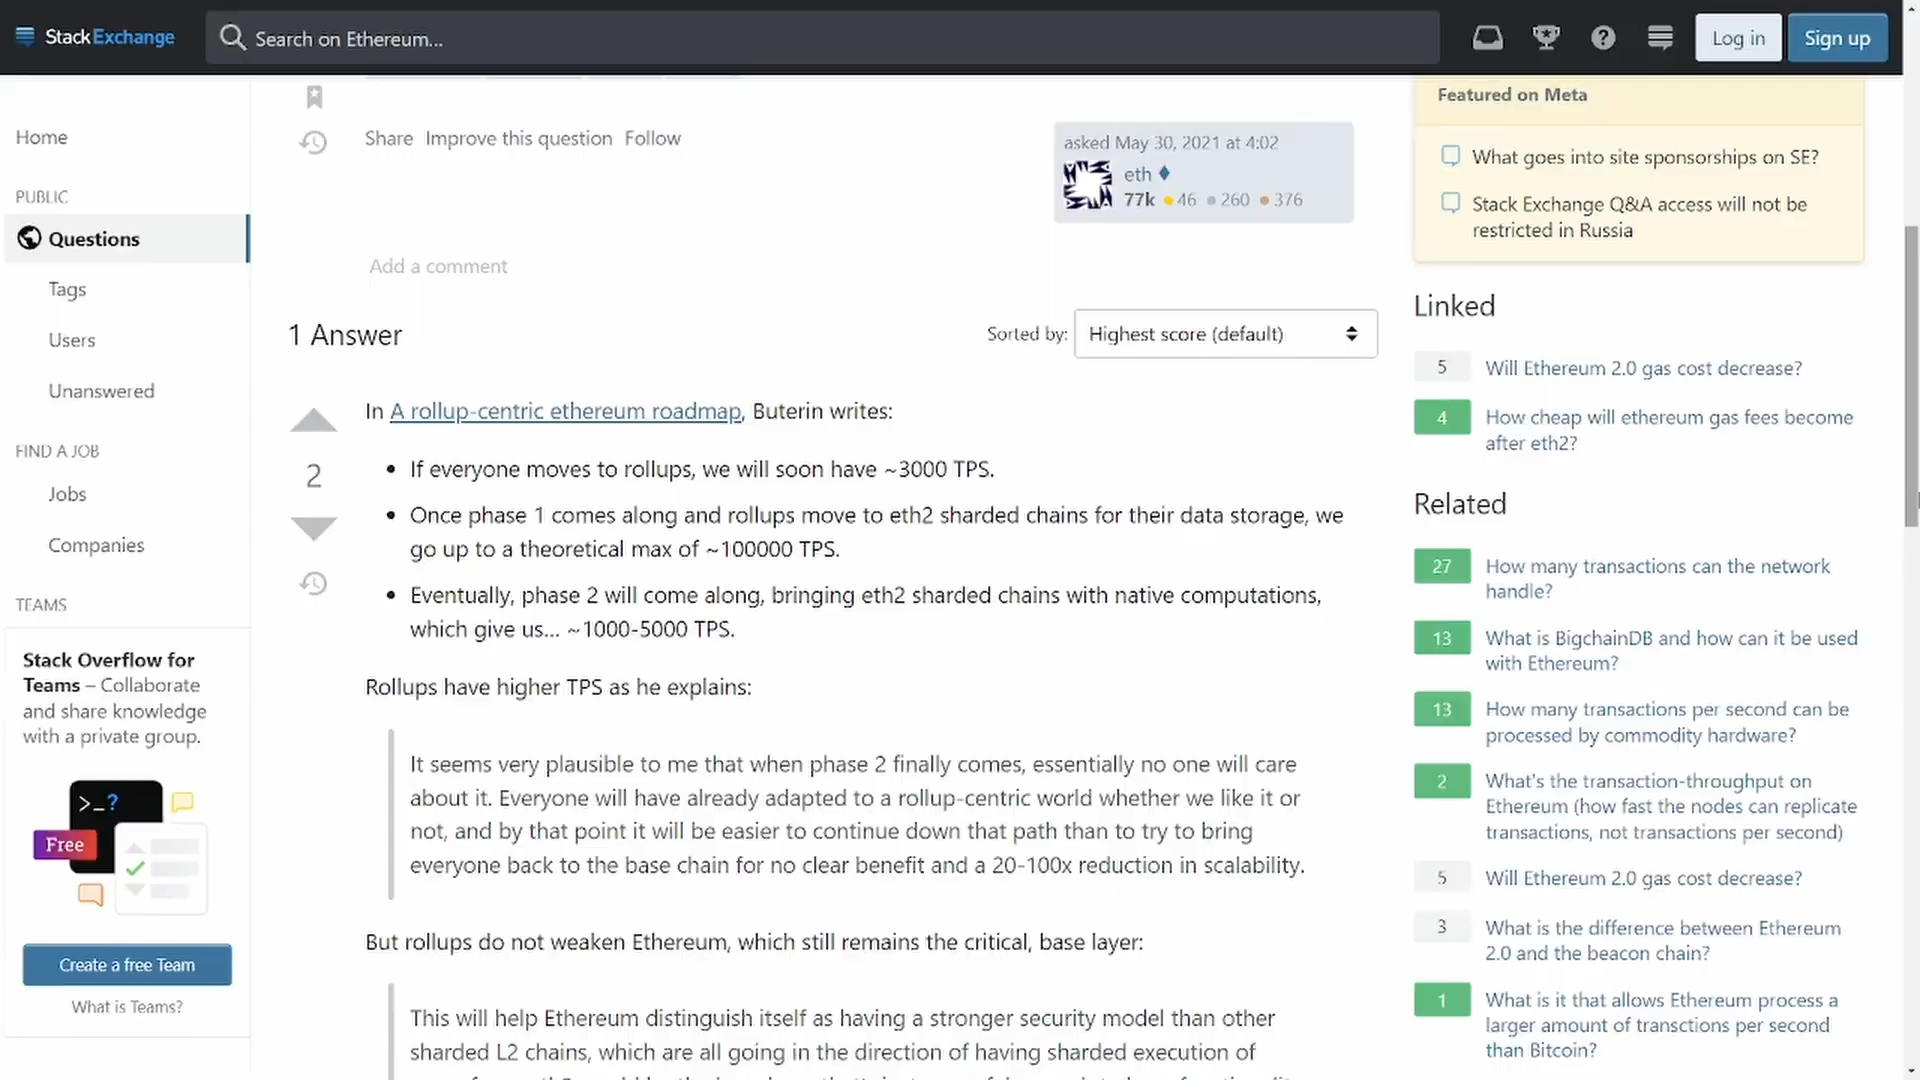 StackExchange
Search on Ethereum...
Log in
Sign up
Home
PUBLIC
Questions
Tags
Users
Unanswered
FIND A JOB
Jobs
Companies
TEAMS
Stack Overflow for
Teams – Collaborate
and share knowledge
with a private group.
>_?
Free
Create a free Team
What is Teams?
Share Improve this question Follow
asked May 30, 2021 at 4:02
eth ♦
77k 46 260 376
Add a comment
1 Answer
Sorted by:
Highest score (default)
2
In A rollup-centric ethereum roadmap, Buterin writes:
• If everyone moves to rollups, we will soon have ~3000 TPS.
• Once phase 1 comes along and rollups move to eth2 sharded chains for their data storage, we
go up to a theoretical max of ~100000 TPS.
• Eventually, phase 2 will come along, bringing eth2 sharded chains with native computations,
which give us... ~1000-5000 TPS.
Rollups have higher TPS as he explains:
It seems very plausible to me that when phase 2 finally comes, essentially no one will care
about it. Everyone will have already adapted to a rollup-centric world whether we like it or
not, and by that point it will be easier to continue down that path than to try to bring
everyone back to the base chain for no clear benefit and a 20-100x reduction in scalability.
But rollups do not weaken Ethereum, which still remains the critical, base layer:
This will help Ethereum distinguish itself as having a stronger security model than other
sharded L2 chains, which are all going in the direction of having sharded execution of
Featured on Meta
What goes into site sponsorships on SE?
Stack Exchange Q&A access will not be
restricted in Russia
Linked
5 Will Ethereum 2.0 gas cost decrease?
4 How cheap will ethereum gas fees become
after eth2?
Related
27 How many transactions can the network
handle?
13 What is BigchainDB and how can it be used
with Ethereum?
13 How many transactions per second can be
processed by commodity hardware?
2 What's the transaction-throughput on
Ethereum (how fast the nodes can replicate
transactions, not transactions per second)
5 Will Ethereum 2.0 gas cost decrease?
3 What is the difference between Ethereum
2.0 and the beacon chain?
1 What is it that allows Ethereum process a
larger amount of transctions per second
than Bitcoin?